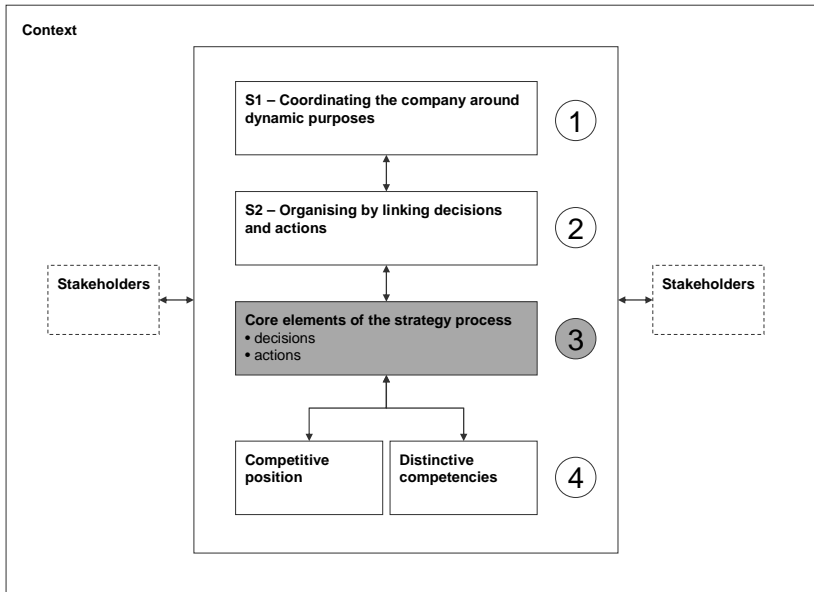 Context
S1 – Coordinating the company around
dynamic purposes
1
S2 – Organising by linking decisions
and actions
2
Stakeholders
Stakeholders
Core elements of the strategy process
• decisions
• actions
3
Competitive
position
Distinctive
competencies
4